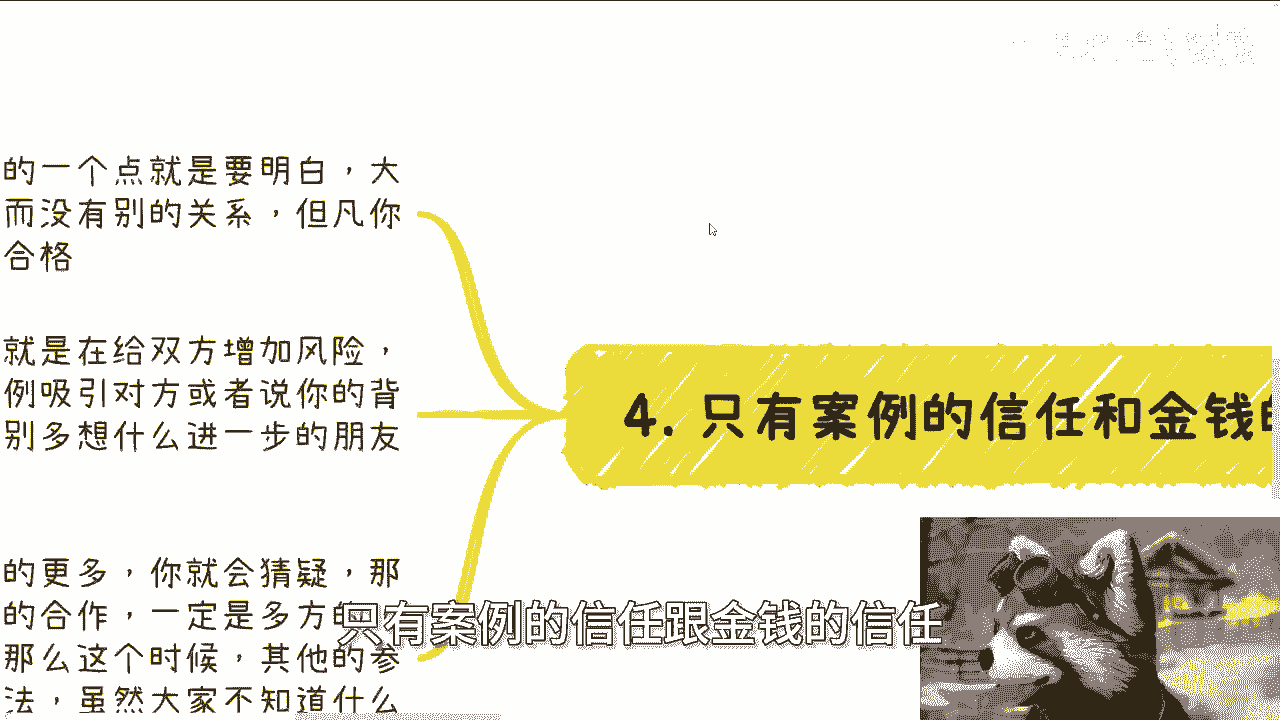 的一个点就是要明白，大
而没有别的关系，但凡你
合格
就是在给双方增加风险，
例吸引对方或者说你的背
别多想什么进一步的朋友
的更多，你就会猜疑，那
的合作，一定是多方的
那么这个时候，其他的参
法，虽然大家不知道什么
4. 只有案例的信任和金钱的
只有案例的信任跟金钱的信任